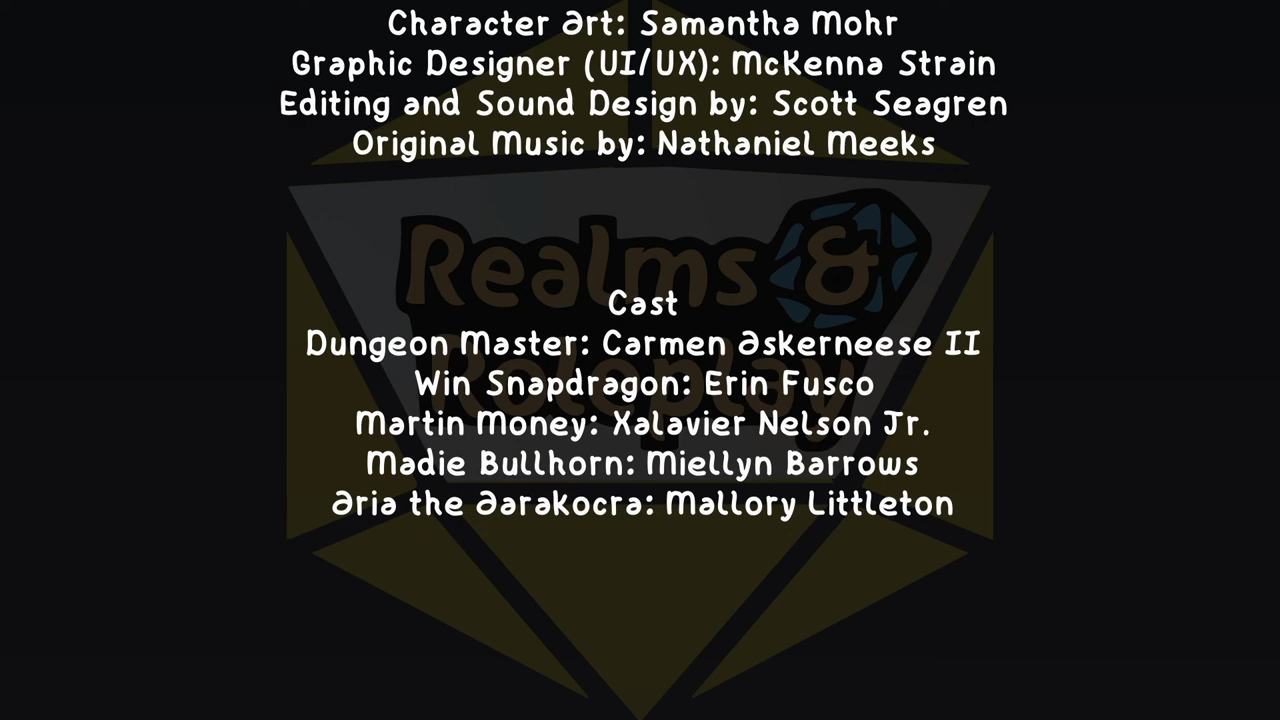 Character Art: Samantha Mohr
Graphic Designer (UI/UX): McKenna Strain
Editing and Sound Design by: Scott Seagren
Original Music by: Nathaniel Meeks
Realms &
Roleplay
Cast
Dungeon Master: Carmen Askerneese II
Win Snapdragon: Erin Fusco
Martin Money: Xalavier Nelson Jr.
Madie Bullhorn: Miellyn Barrows
Aria the Aarakocra: Mallory Littleton